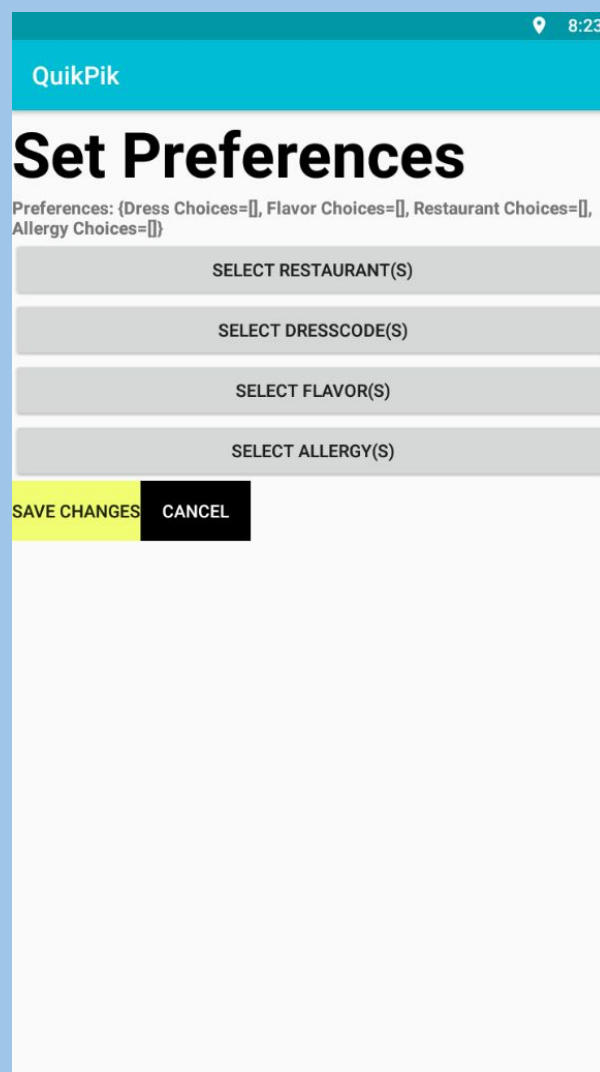 8:23
QuikPik
Set Preferences
Preferences: {Dress Choices=[], Flavor Choices=[], Restaurant Choices=[],
Allergy Choices=[]}
SELECT RESTAURANT(S)
SELECT DRESSCODE(S)
SELECT FLAVOR(S)
SELECT ALLERGY(S)
SAVE CHANGES CANCEL